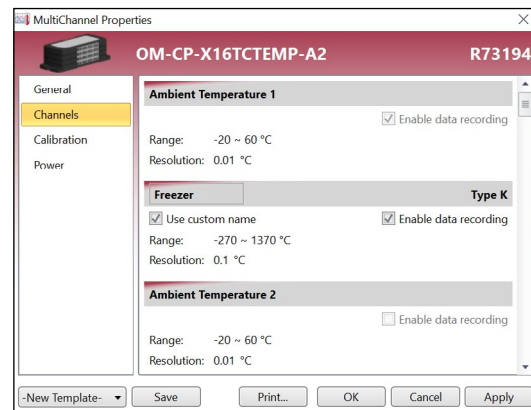 MultiChannel Properties
OM-CP-X16TCTEMP-A2 R73194
General
Channels
Calibration
Power
Ambient Temperature 1
Enable data recording
Range: -20 ~ 60 °C
Resolution: 0.01 °C
Freezer Type K
Use custom name Enable data recording
Range: -270 ~ 1370 °C
Resolution: 0.1 °C
Ambient Temperature 2
Enable data recording
Range: -20 ~ 60 °C
Resolution: 0.01 °C
-New Template- Save Print... OK Cancel Apply